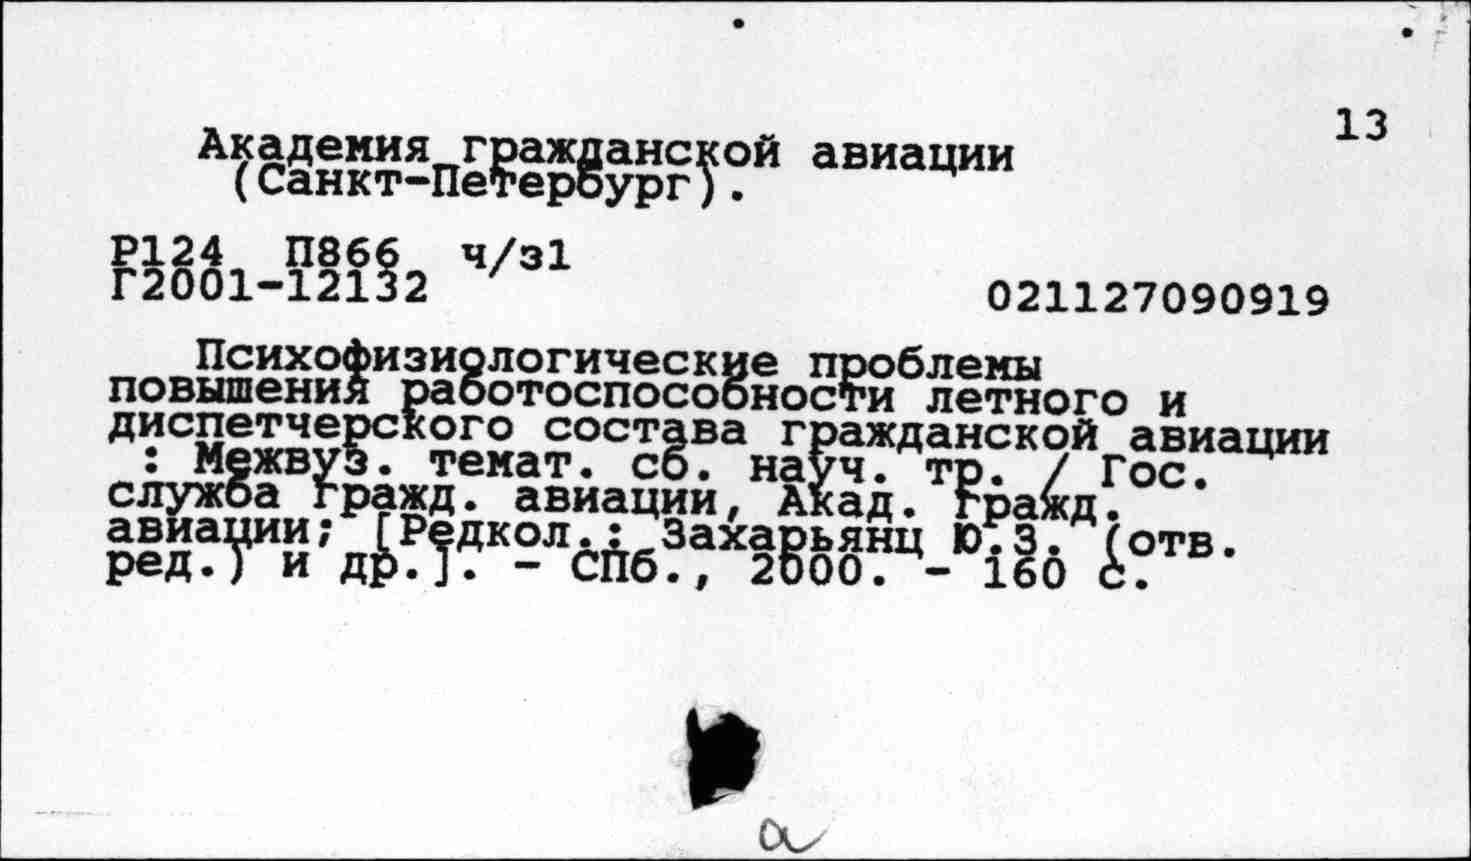 13
Академия гражданской авиации
(Санкт-Петербург).
Р124 П866 ч/з1
Г2001-12132
021127090919
Психофизиологические проблемы
повышения работоспособности летного и
диспетчерского состава гражданской авиации
: Межвуз. темат. сб. науч. тр. / Гос.
служба гражд. авиации, Акад. гражд.
авиации; [Редкол.: Захарьянц Ю.З. (отв.
ред.) и др.]. - СПб., 2000. - 160 с.